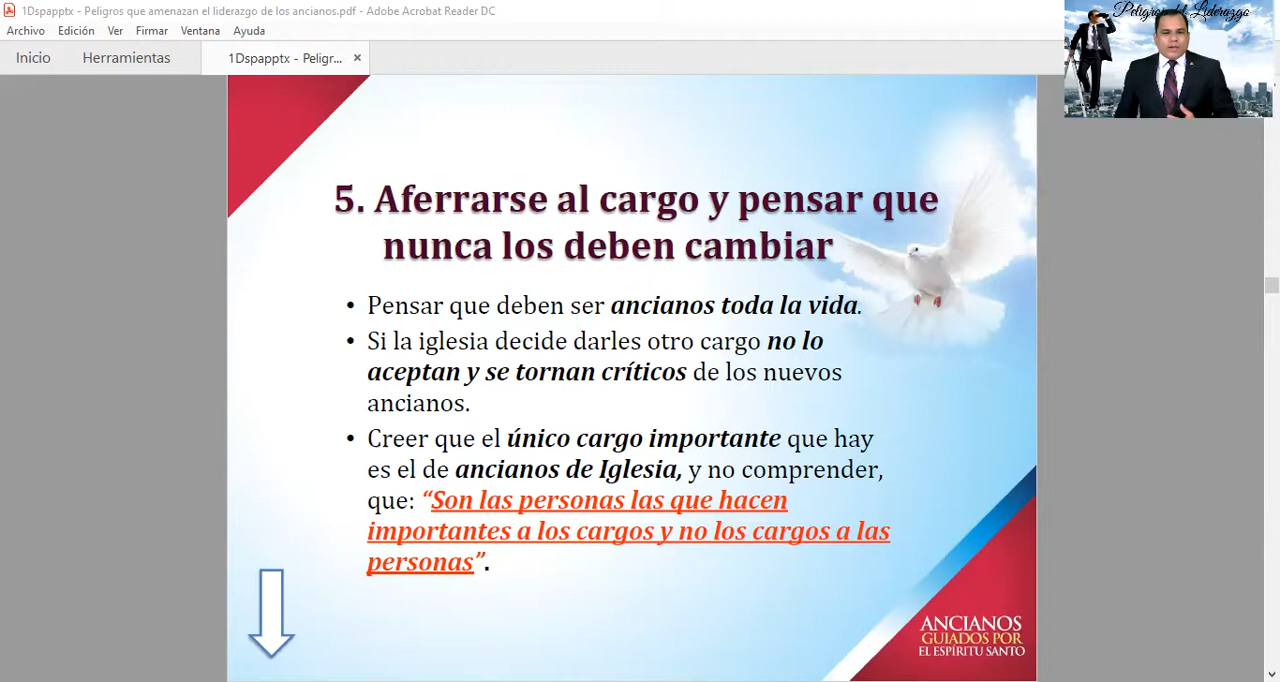 1Dspapptx - Peligros que amenazan el liderazgo de los ancianos.pdf - Adobe Acrobat Reader DC
Archivo Edición Ver Firmar Ventana Ayuda
Inicio Herramientas 1Dspapptx - Peligr... ×
Peligros del Liderazgo
5. Aferrarse al cargo y pensar que
nunca los deben cambiar
• Pensar que deben ser ancianos toda la vida.
• Si la iglesia decide darles otro cargo no lo
aceptan y se tornan críticos de los nuevos
ancianos.
• Creer que el único cargo importante que hay
es el de ancianos de Iglesia, y no comprender,
que: “Son las personas las que hacen
importantes a los cargos y no los cargos a las
personas”.
ANCIANOS
GUIADOS POR
EL ESPÍRITU SANTO